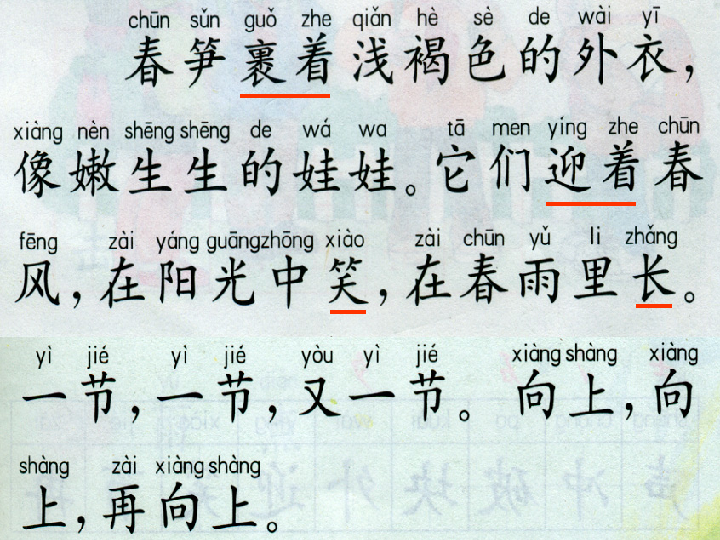 chūn sǔn guǒ zhe qiǎn hè sè de wài yī
春笋裹着浅褐色的外衣，
xiàng nèn shēng shēng de wá wa tā men yíng zhe chūn
像嫩生生的娃娃。它们迎着春
fēng zài yáng guāng zhōng xiào zài chūn yǔ li zhǎng
风，在阳光中笑，在春雨里长。
yì jié yì jié yòu yì jié xiàng shàng xiàng
一节，一节，又一节。向上，向
shàng zài xiàng shàng
上，再向上。